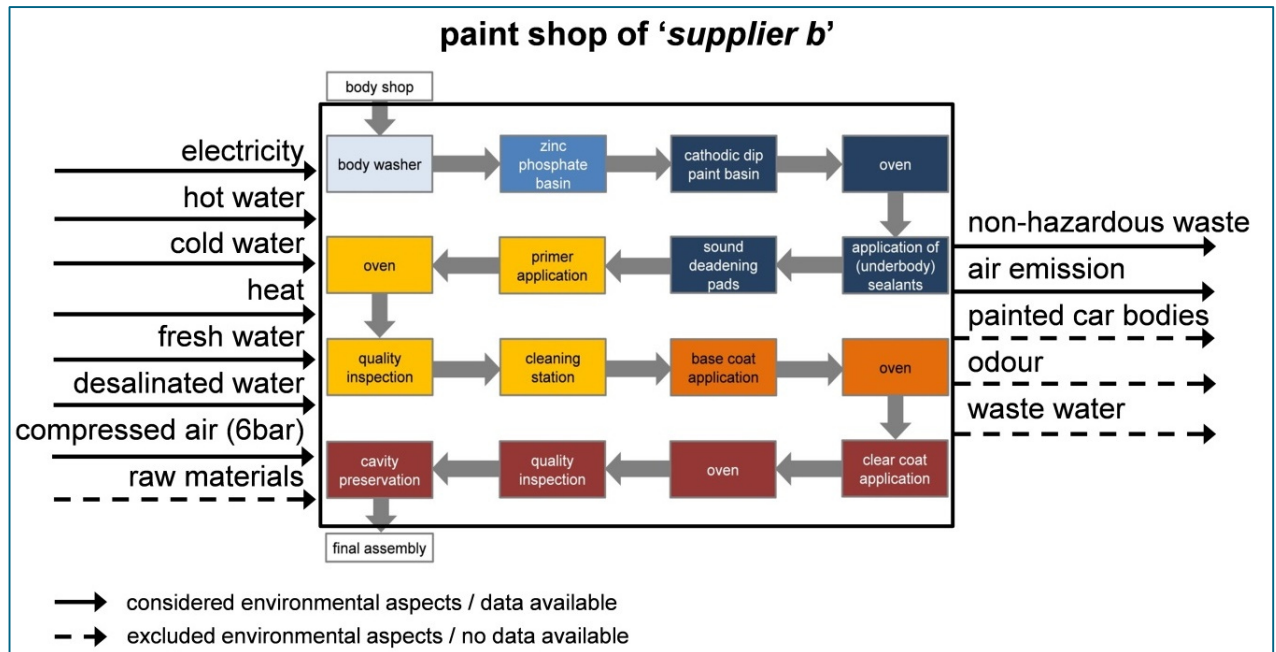 paint shop of ‘supplier b’
body shop
electricity
hot water
cold water
heat
fresh water
desalinated water
compressed air (6bar)
raw materials
body washer
zinc
phosphate
basin
cathodic dip
paint basin
oven
oven
primer
application
sound
deadening
pads
application of
(underbody)
sealants
quality
inspection
cleaning
station
base coat
application
oven
cavity
preservation
quality
inspection
oven
clear coat
application
final assembly
non-hazardous waste
air emission
painted car bodies
odour
waste water
considered environmental aspects / data available
excluded environmental aspects / no data available